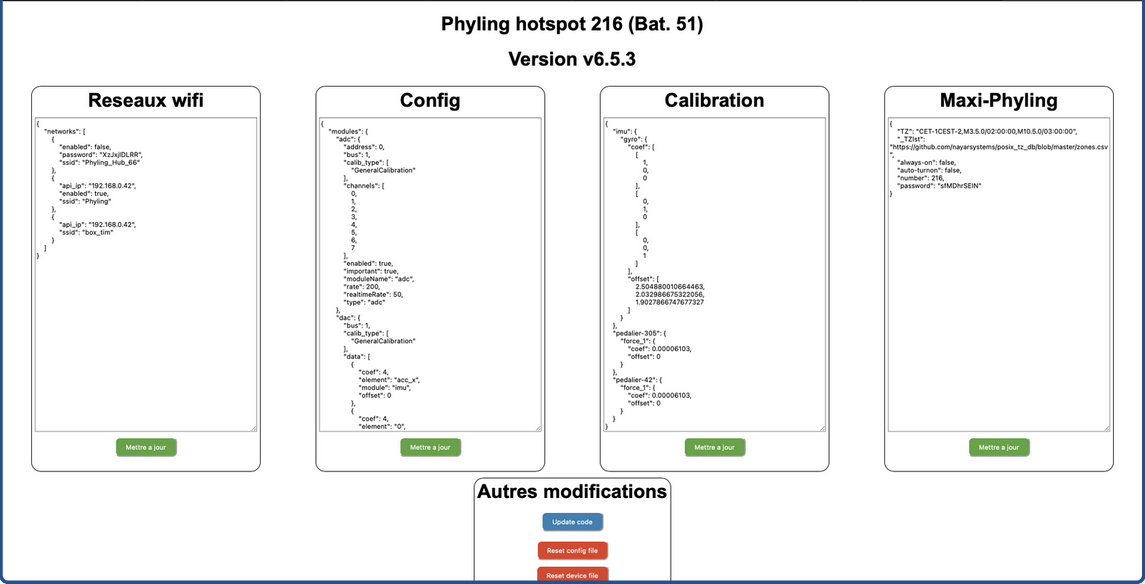 Phyling hotspot 216 (Bat. 51)
Version v6.5.3
Reseaux wifi
{
"networks": [
{
"enabled": false,
"password": "XzJxjIDLRR",
"ssid": "Phyling_Hub_66"
},
{
"api_ip": "192.168.0.42",
"enabled": true,
"ssid": "Phyling"
},
{
"api_ip": "192.168.0.42",
"ssid": "box_tim"
}
]
}
Mettre a jour
Config
{
"modules": {
"adc": {
"address": 0,
"bus": 1,
"calib_type": [
"GeneralCalibration"
],
"channels": [
0,
1,
2,
3,
4,
5,
6,
7
],
"enabled": true,
"important": true,
"moduleName": "adc",
"rate": 200,
"realtimeRate": 50,
"type": "adc"
},
"dac": {
"bus": 1,
"calib_type": [
"GeneralCalibration"
],
"data": [
{
"coef": 4,
"element": "acc_x",
"module": "imu",
"offset": 0
},
{
"coef": 4,
"element": "0",
Mettre a jour
Calibration
{
"imu": {
"gyro": {
"coef": [
[
1,
0,
0
],
[
0,
1,
0
],
[
0,
0,
1
]
],
"offset": [
2.504880010664463,
2.032986675322056,
1.9027866747677327
]
}
},
"pedalier-305": {
"force_1": {
"coef": 0.00006103,
"offset": 0
}
},
"pedalier-42": {
"force_1": {
"coef": 0.00006103,
"offset": 0
}
}
}
Mettre a jour
Maxi-Phyling
{
"TZ": "CET-1CEST-2,M3.5.0/02:00:00,M10.5.0/03:00:00",
"_TZlst":
"https://github.com/nayarsystems/posix_tz_db/blob/master/zones.csv
",
"always-on": false,
"auto-turnon": false,
"number": 216,
"password": "sfMDhrSEIN"
}
Mettre a jour
Autres modifications
Update code
Reset config file
Reset device file